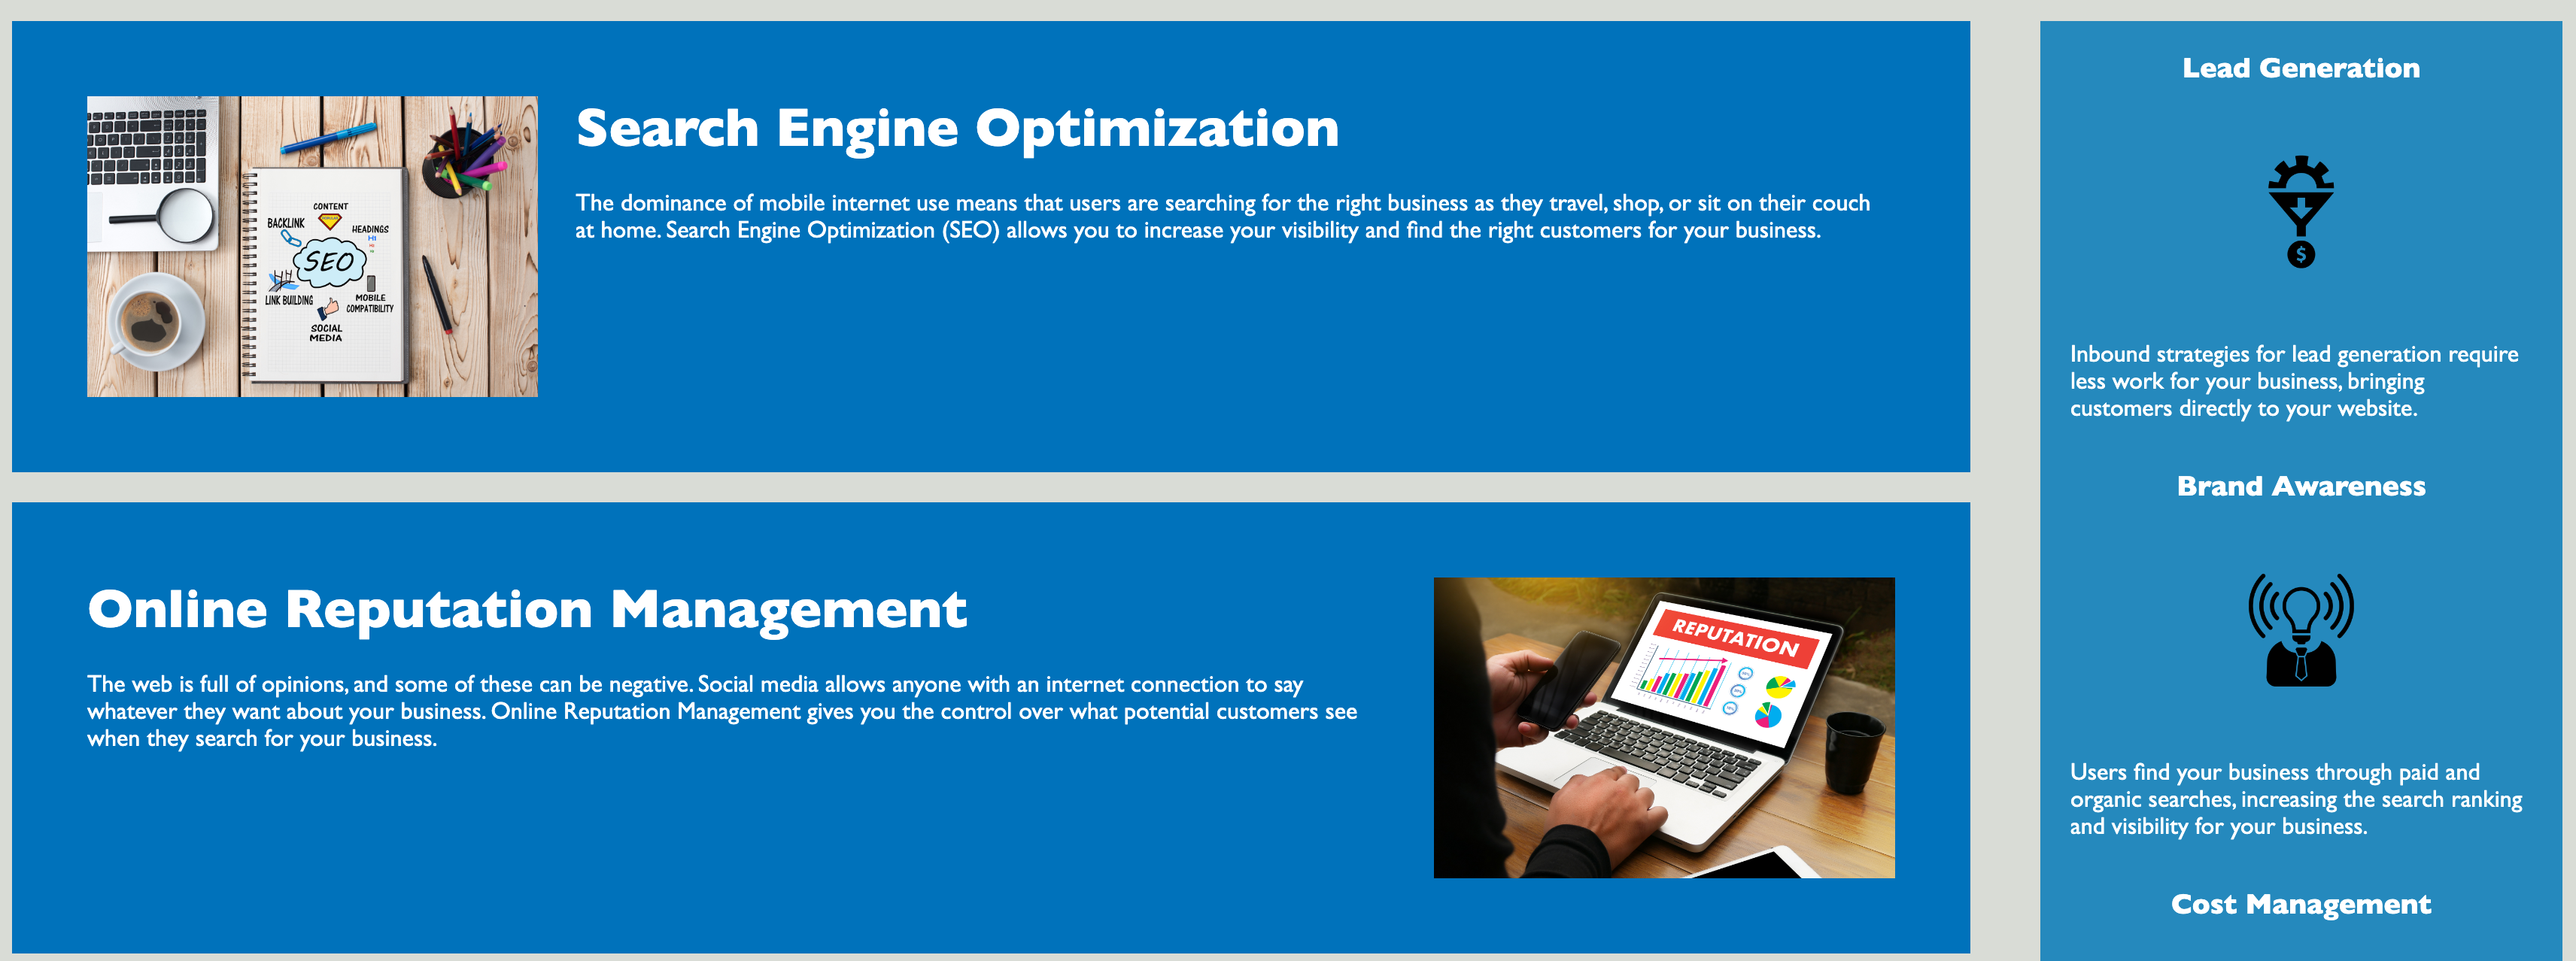 Search Engine Optimization
The dominance of mobile internet use means that users are searching for the right business as they travel, shop, or sit on their couch
at home. Search Engine Optimization (SEO) allows you to increase your visibility and find the right customers for your business.
CONTENT
BACKLINK
HEADINGS
H1
SEO
LINK BUILDING
MOBILE
COMPATIBILITY
SOCIAL
MEDIA
Online Reputation Management
The web is full of opinions, and some of these can be negative. Social media allows anyone with an internet connection to say
whatever they want about your business. Online Reputation Management gives you the control over what potential customers see
when they search for your business.
REPUTATION
Lead Generation
$
Inbound strategies for lead generation require
less work for your business, bringing
customers directly to your website.
Brand Awareness
Users find your business through paid and
organic searches, increasing the search ranking
and visibility for your business.
Cost Management